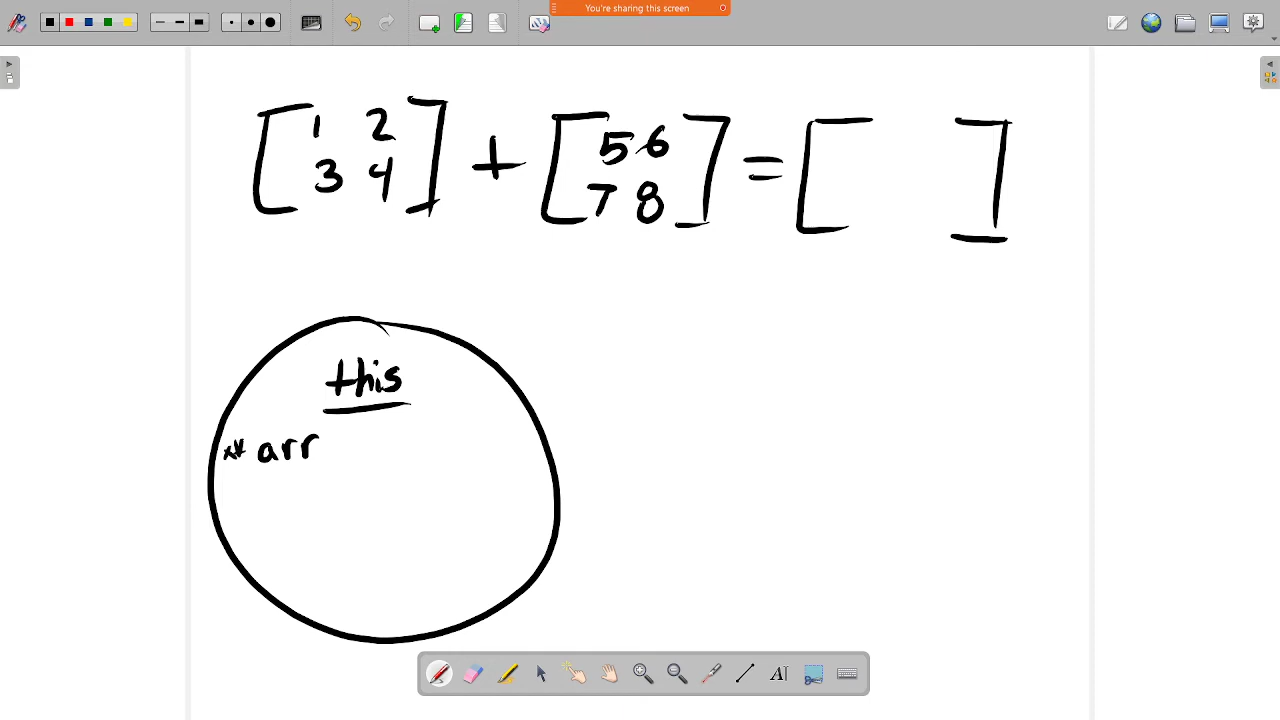 You're sharing this screen
[ 1 2 ] + [ 5 6 ] = [ ]
3 4 7 8
this
** arr